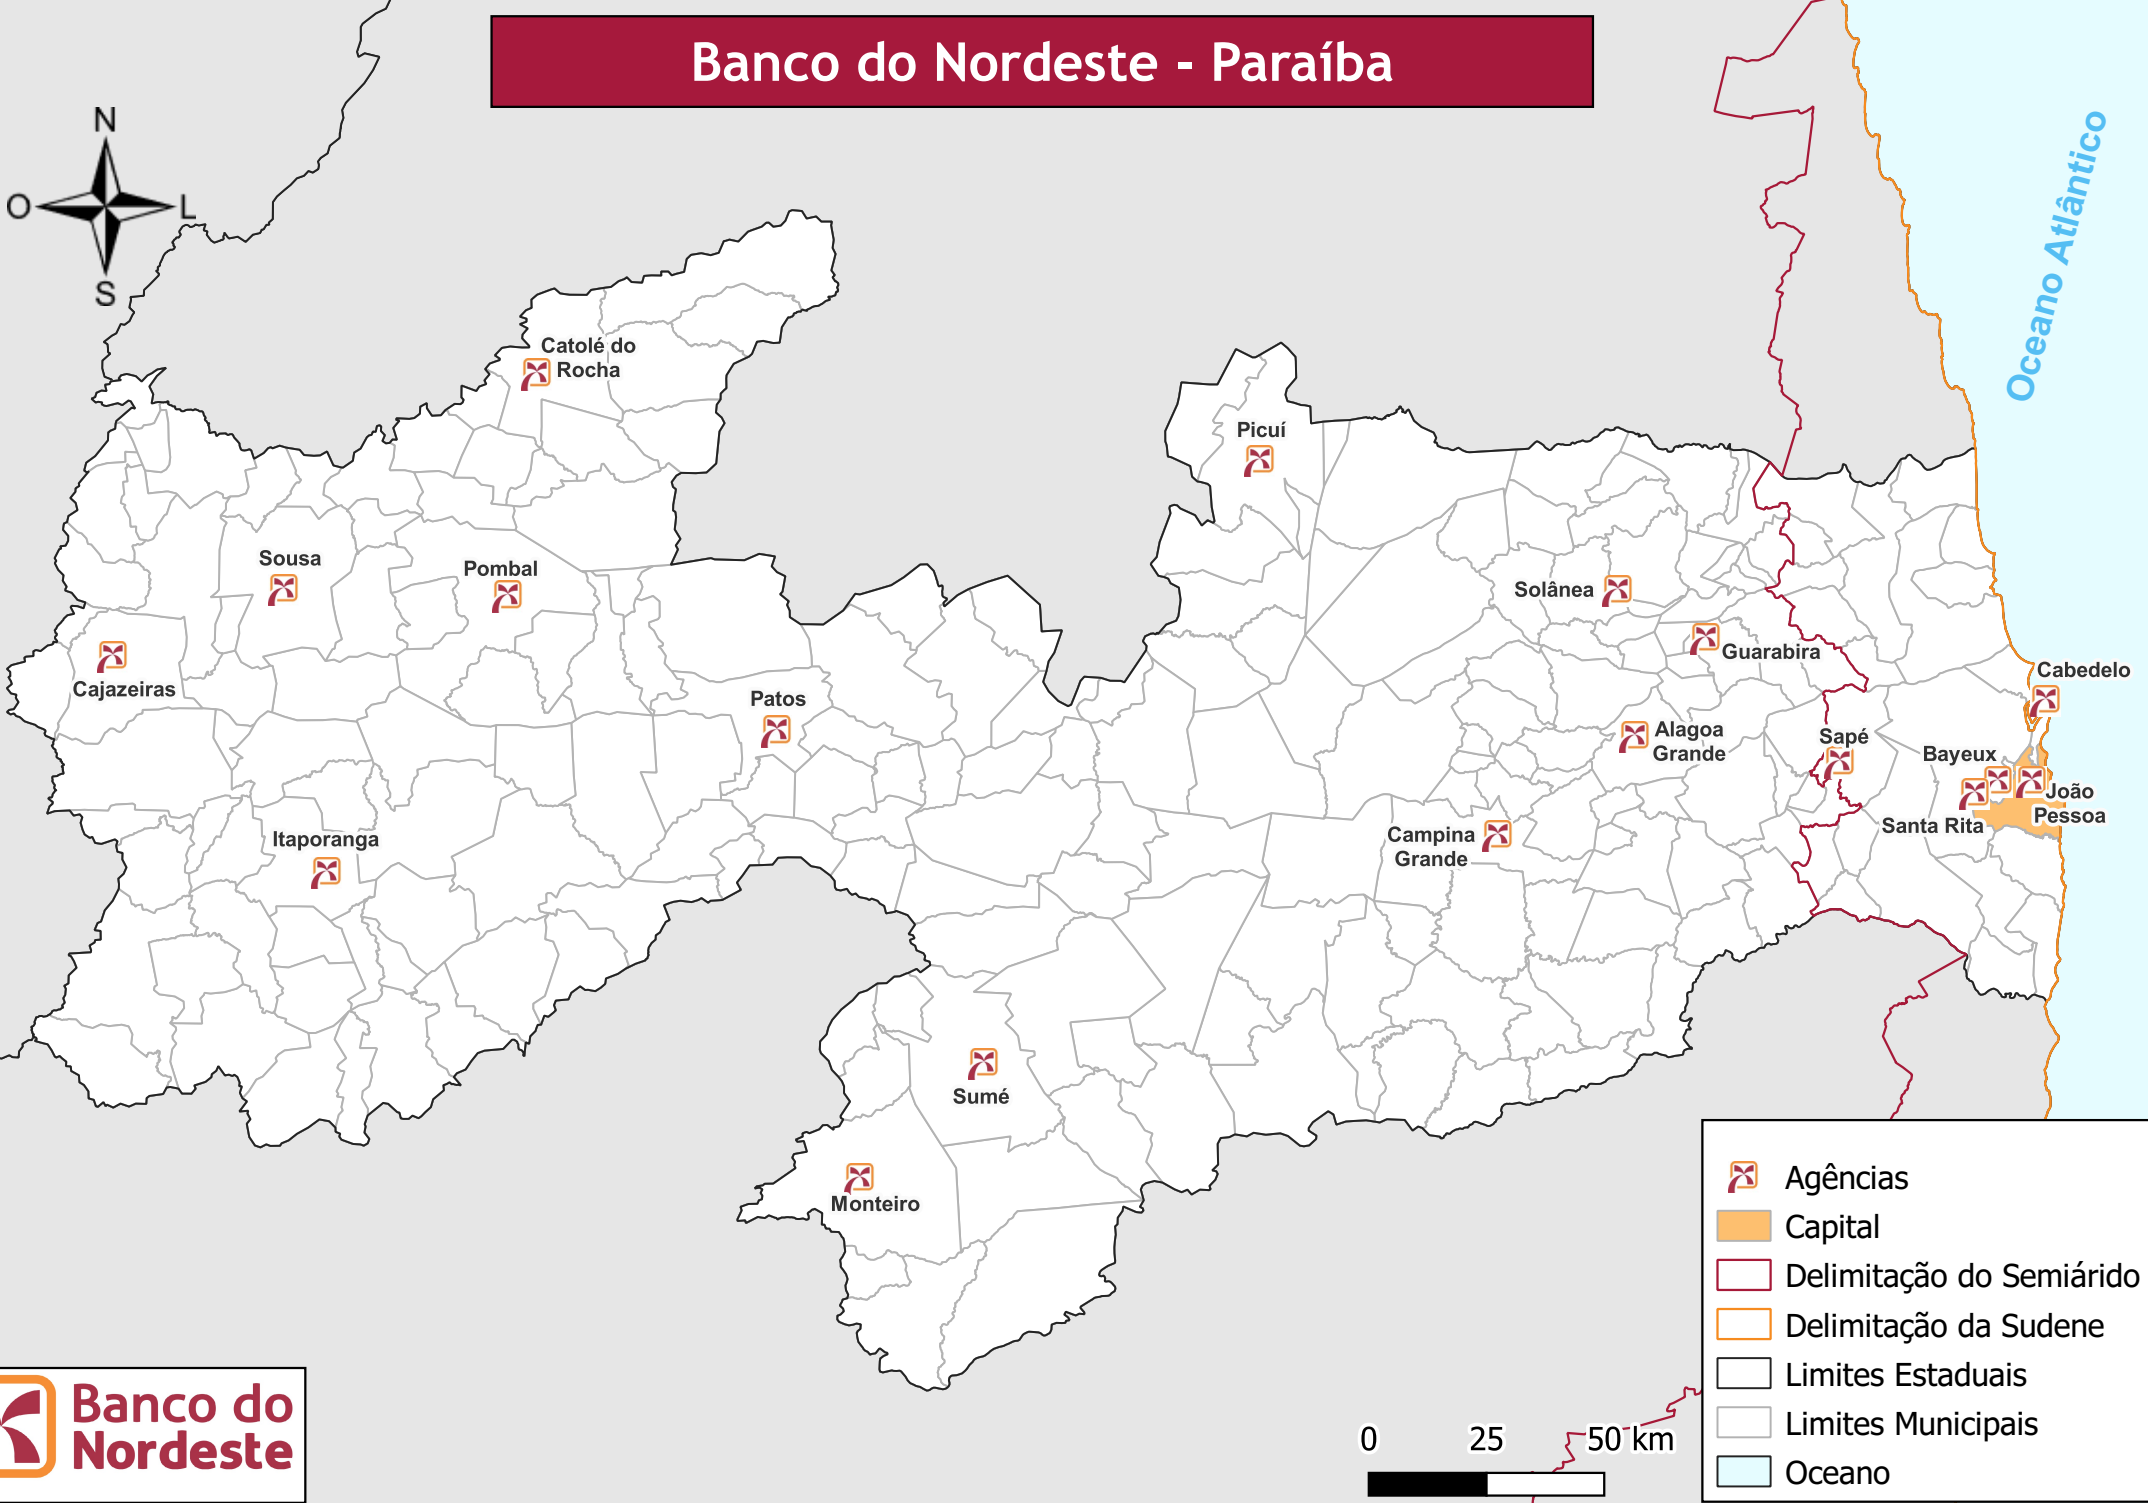 Banco do Nordeste - Paraíba
N
O
L
S
Oceano Atlântico
Catolé do
Rocha
Picuí
Sousa
Pombal
Solânea
Guarabira
Cajazeiras
Cabedelo
Patos
Alagoa
Grande
Sapé
Bayeux
João
Pessoa
Santa Rita
Campina
Grande
Itaporanga
Sumé
Monteiro
Agências
Capital
Delimitação do Semiárido
Delimitação da Sudene
Limites Estaduais
Limites Municipais
Oceano
0 25 50 km
Banco do
Nordeste